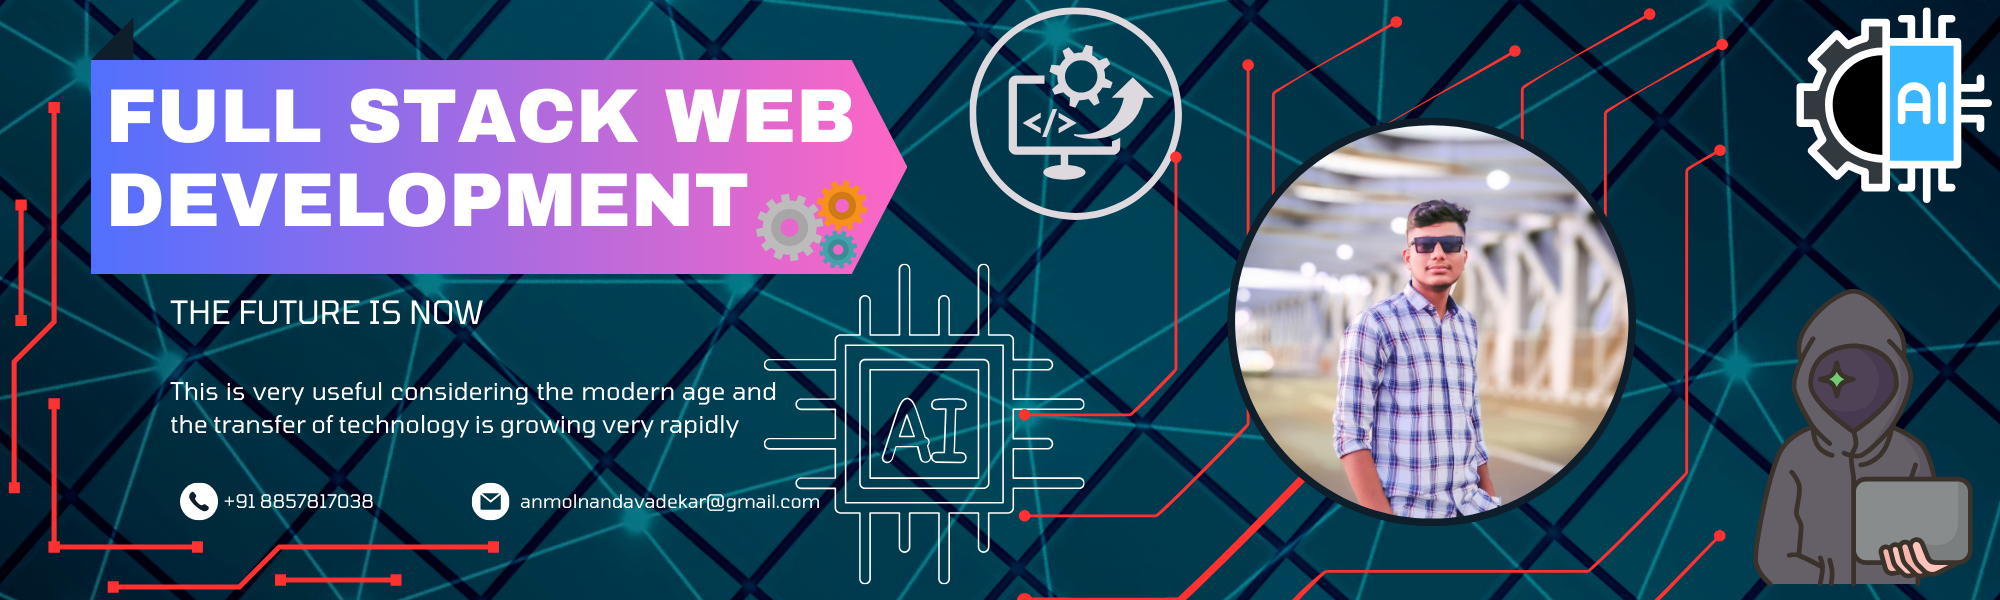 FULL STACK WEB
DEVELOPMENT
THE FUTURE IS NOW
This is very useful considering the modern age and
the transfer of technology is growing very rapidly
+91 8857817038
anmolnandavadekar@gmail.com
AI
</>
AI